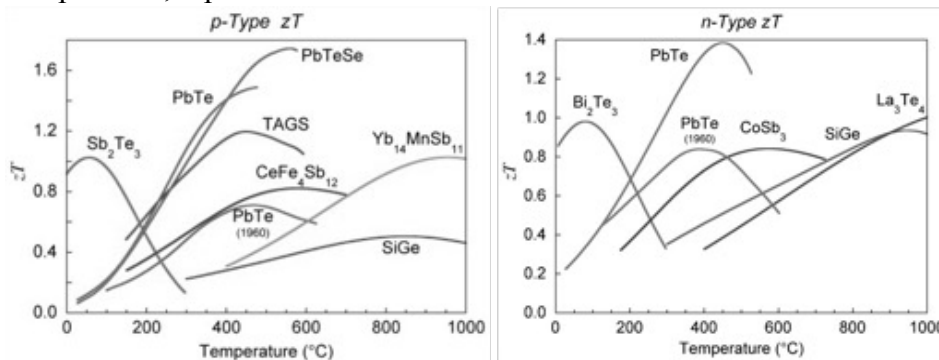 p-Type zT
1.6
1.2
0.8
0.4
0.0
zT
0
200
400
600
800
1000
Temperature (°C)
PbTeSe
PbTe
TAGS
Sb2Te3
Yb14MnSb11
CeFe4Sb12
PbTe
(1960)
SiGe
n-Type zT
1.4
1.2
1.0
0.8
0.6
0.4
0.2
0.0
zT
0
200
400
600
800
1000
Temperature (°C)
PbTe
Bi2Te3
PbTe
(1960)
CoSb3
SiGe
La3Te4